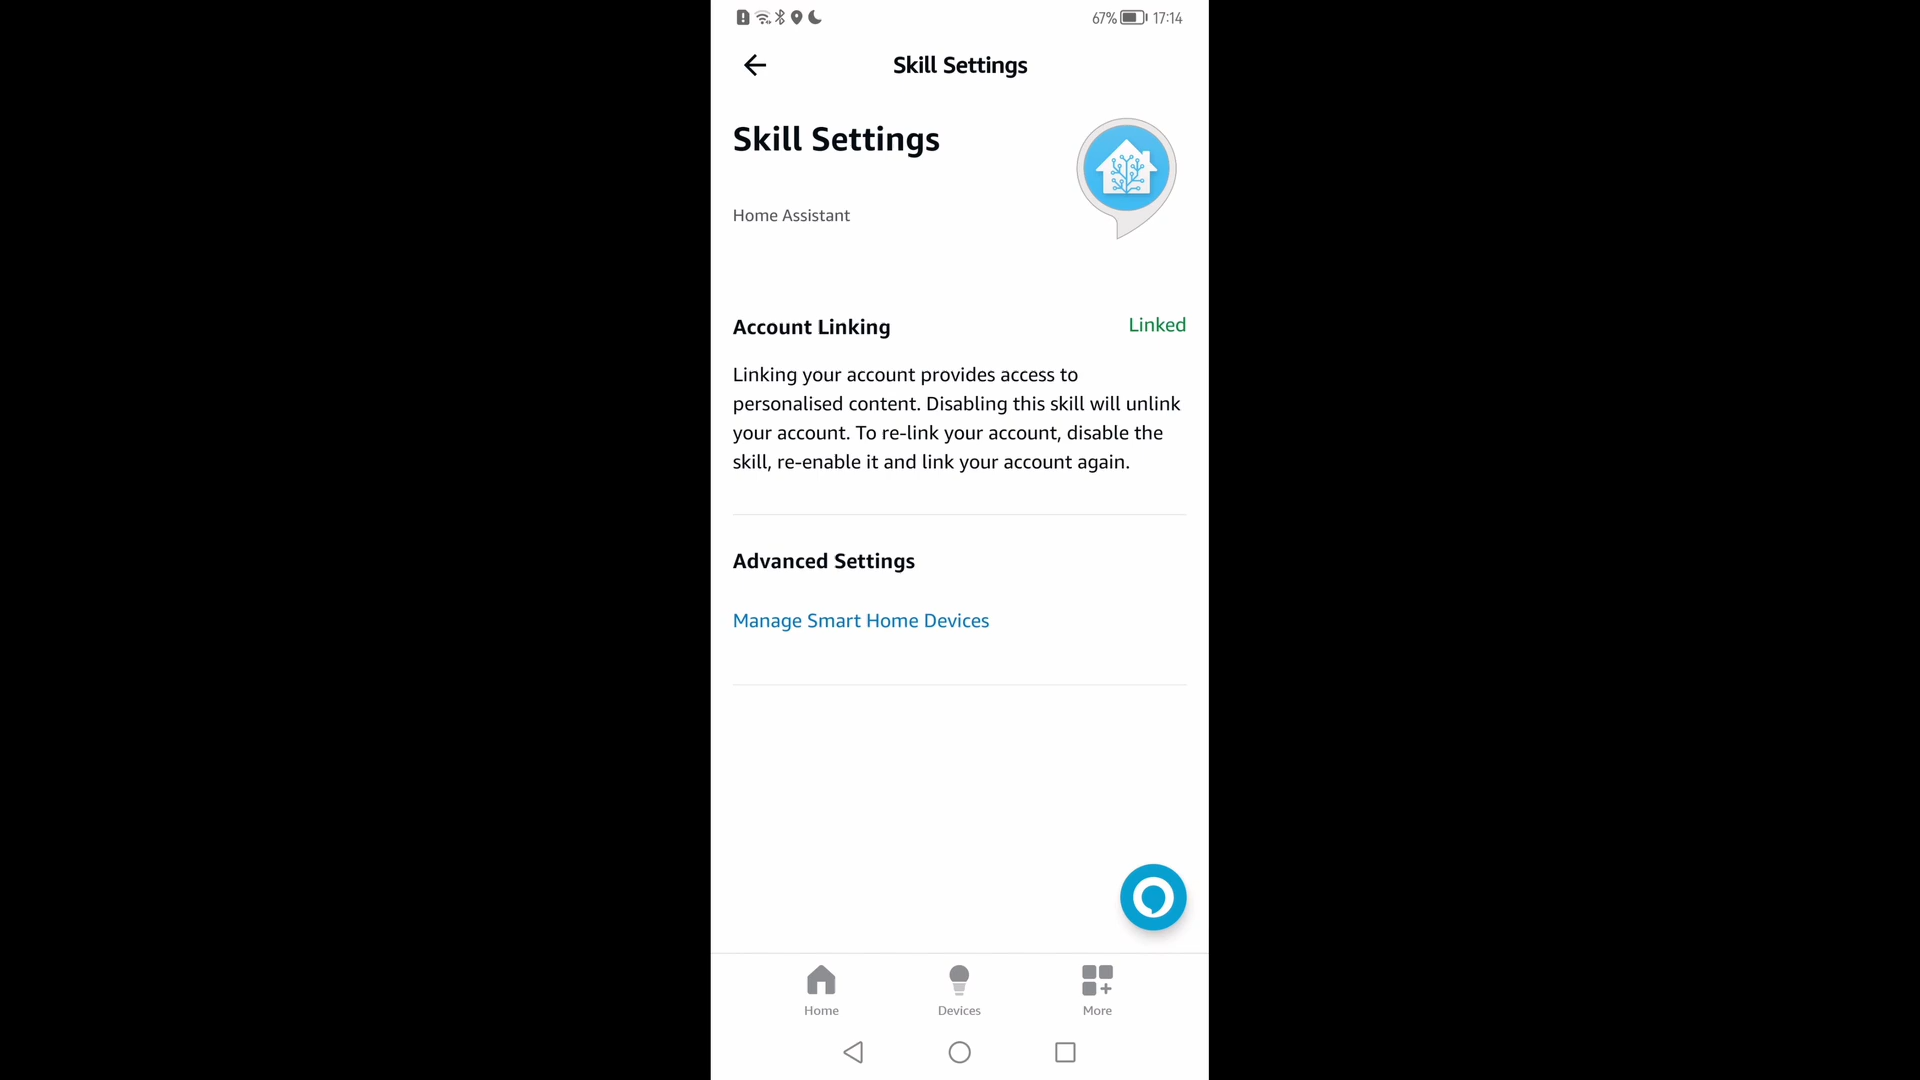 67% 17:14
Skill Settings
Skill Settings
Home Assistant
Account Linking
Linked
Linking your account provides access to
personalised content. Disabling this skill will unlink
your account. To re-link your account, disable the
skill, re-enable it and link your account again.
Advanced Settings
Manage Smart Home Devices
Home
Devices
More